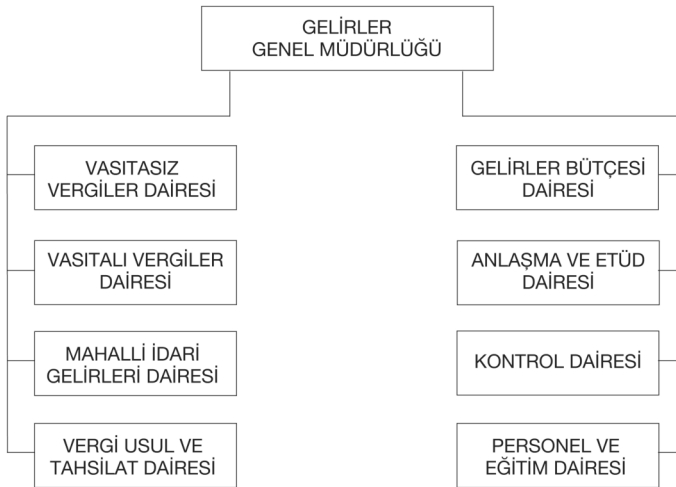 GELİRLER
GENEL MÜDÜRLÜĞÜ
VASITASIZ
VERGİLER DAİRESİ
VASITALI VERGİLER
DAİRESİ
MAHALLİ İDARİ
GELİRLERİ DAİRESİ
VERGİ USUL VE
TAHSİLAT DAİRESİ
GELİRLER BÜTÇESİ
DAİRESİ
ANLAŞMA VE ETÜD
DAİRESİ
KONTROL DAİRESİ
PERSONEL VE
EĞİTİM DAİRESİ